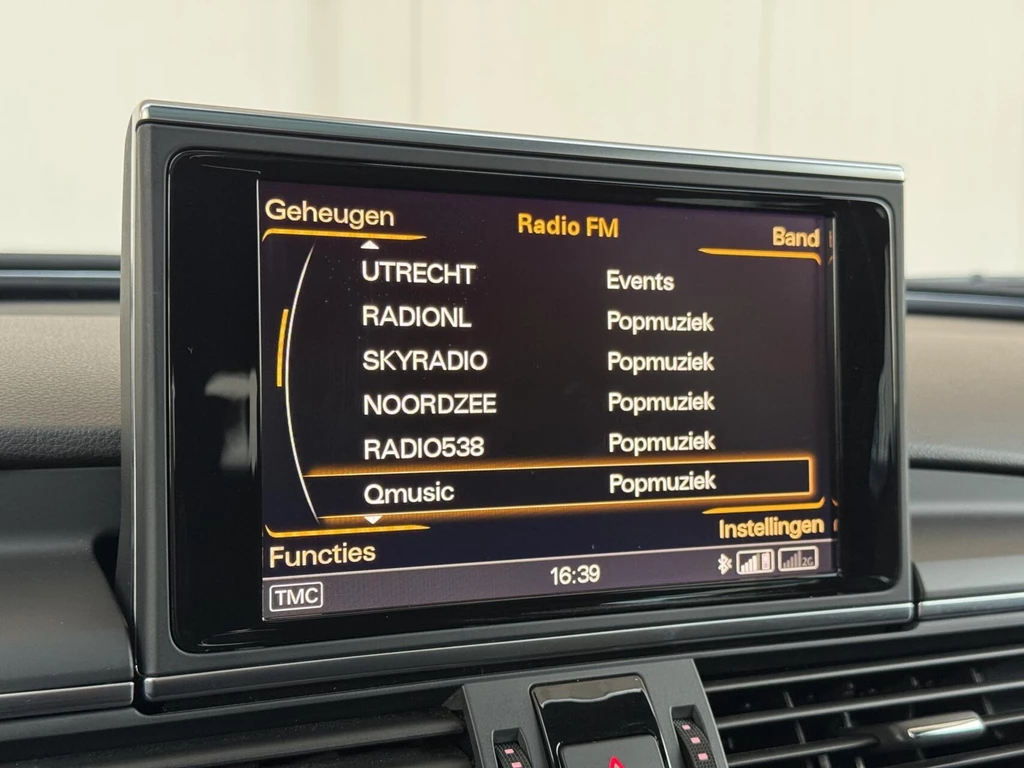 Geheugen Radio FM Band
UTRECHT Events
RADIONL Popmuziek
SKYRADIO Popmuziek
NOORDZEE Popmuziek
RADIO538 Popmuziek
Qmusic Popmuziek
Functies Instellingen
TMC 16:39 2G